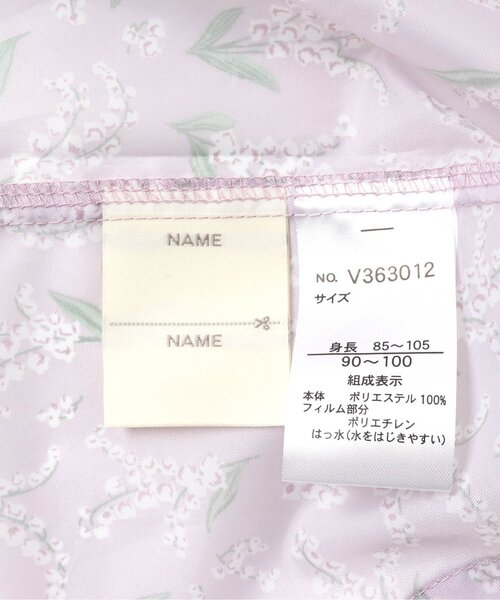 NAME
NAME
NO. V363012
サイズ
身長 85～105
90～100
組成表示
本体 ポリエステル 100%
フィルム部分
ポリエチレン
はっ水(水をはじきやすい)